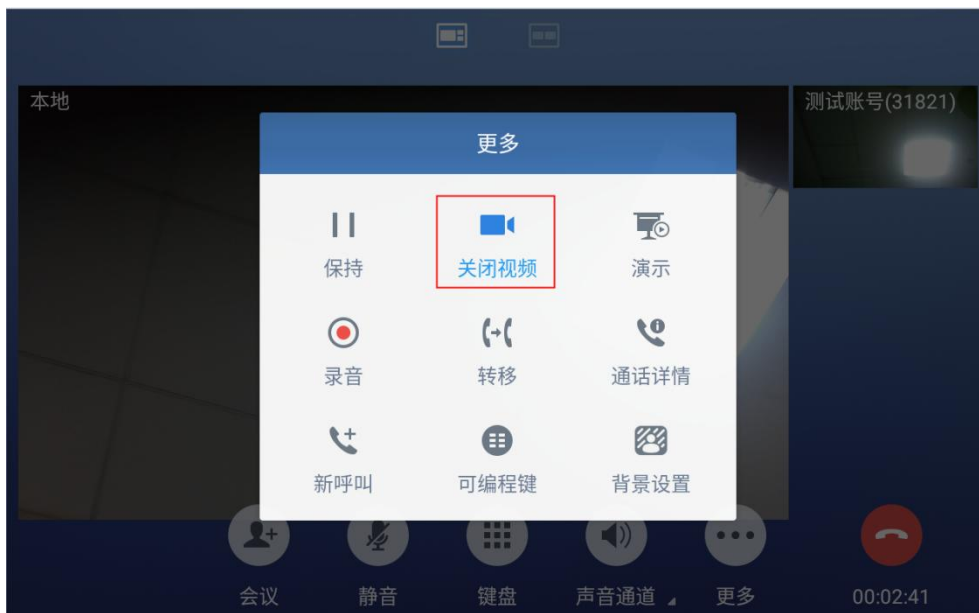 本地
测试账号(31821)
更多
保持
关闭视频
演示
录音
转移
通话详情
新呼叫
可编程键
背景设置
会议
静音
键盘
声音通道
更多
00:02:41